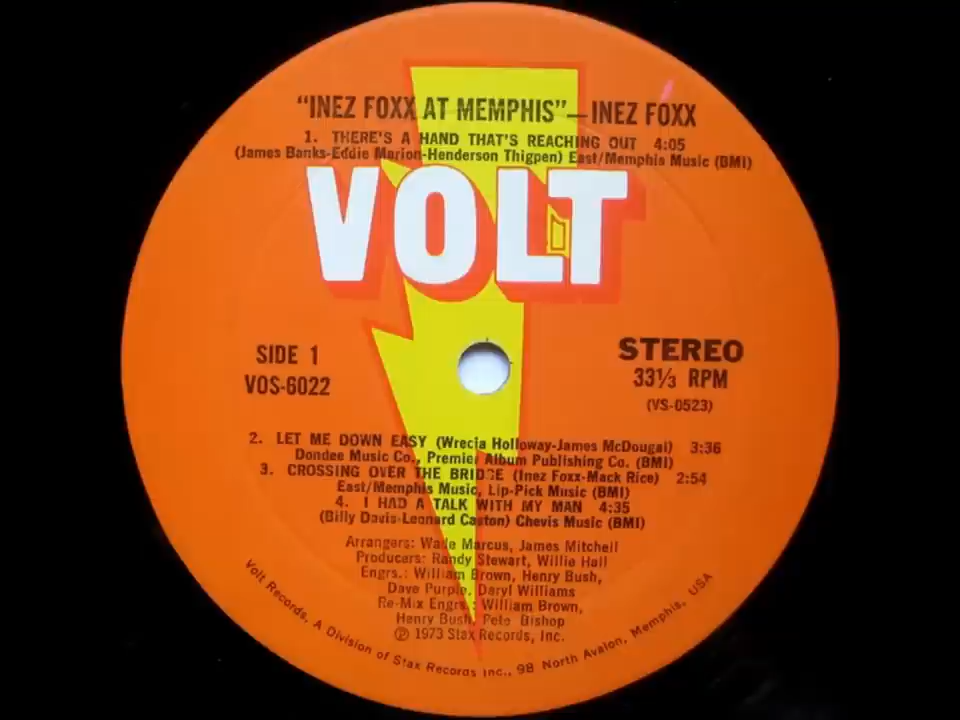 "INEZ FOXX AT MEMPHIS" — INEZ FOXX
1. THERE'S A HAND THAT'S REACHING OUT 4:05
(James Banks-Eddie Marion-Henderson Thigpen) East/Memphis Music (BMI)
VOLT
SIDE 1
VOS-6022
STEREO
33⅓ RPM
(VS-0523)
2. LET ME DOWN EASY (Wrecia Holloway-James McDougal) 3:36
Dondee Music Co., Premier Album Publishing Co. (BMI)
3. CROSSING OVER THE BRIDGE (Inez Foxx-Mack Rice) 2:54
East/Memphis Music, Lip-Pick Music (BMI)
4. I HAD A TALK WITH MY MAN 4:35
(Billy Davis-Leonard Caston) Chevis Music (BMI)
Arrangers: Wade Marcus, James Mitchell
Producers: Randy Stewart, Willie Hall
Engrs.: William Brown, Henry Bush,
Dave Purple, Daryl Williams
Re-Mix Engrs.: William Brown,
Henry Bush, Pete Bishop
℗ 1973 Stax Records, Inc.
Volt Records, A Division of Stax Records Inc., 98 North Avalon, Memphis, USA